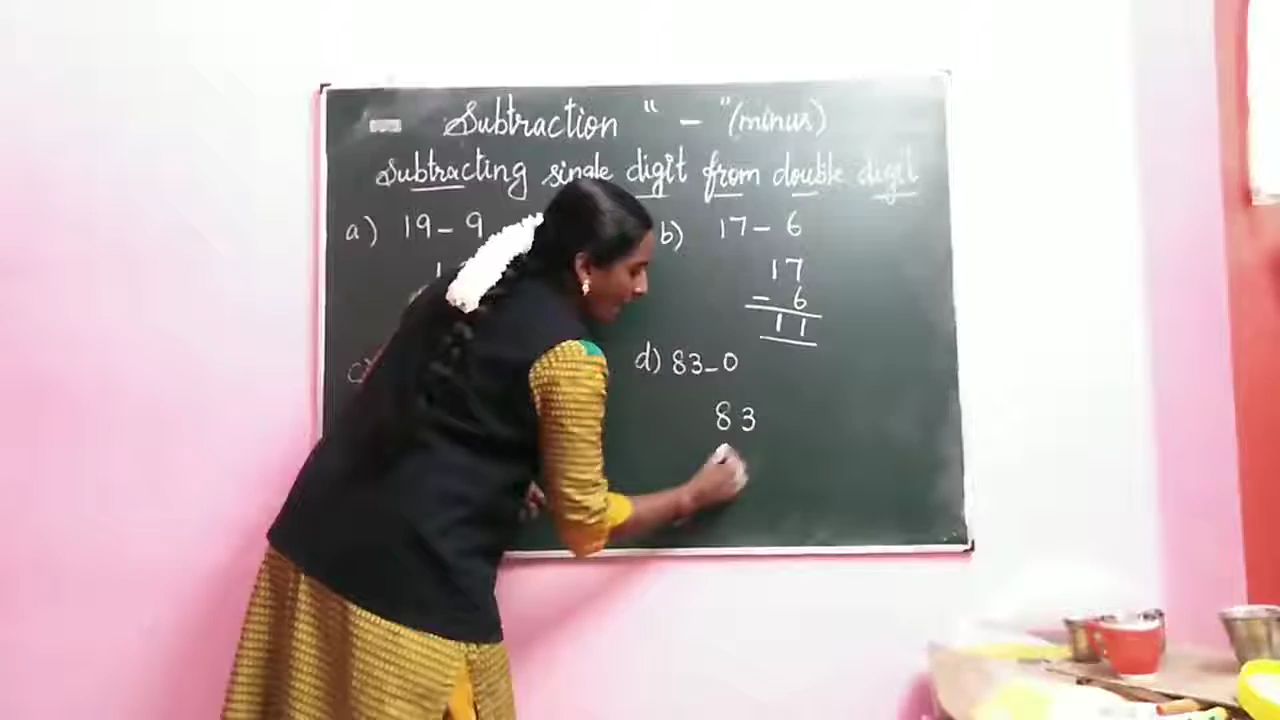 Subtraction " - " (minus)
Subtracting single digit from double digit
a) 19 - 9
b) 17 - 6
17
- 6
11
d) 83 - 0
83